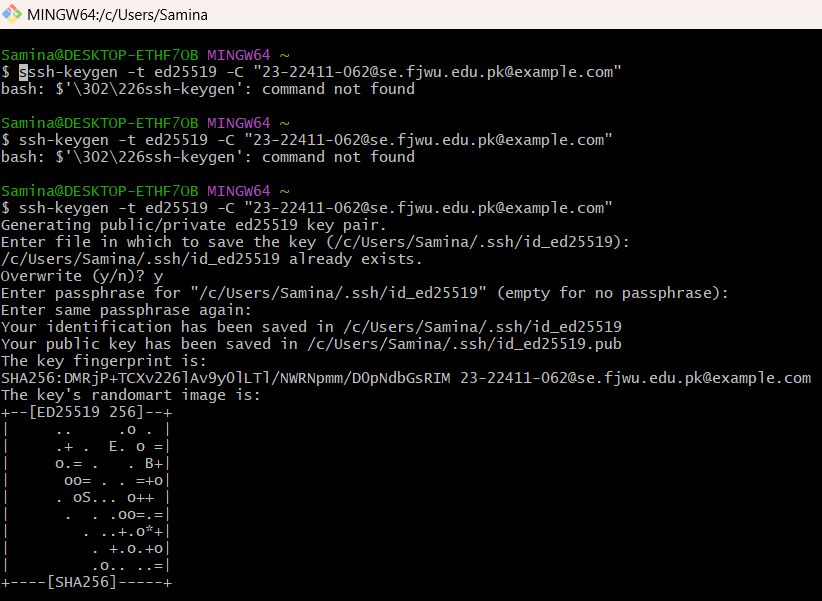 MINGW64:/c/Users/Samina
Samina@DESKTOP-ETHF7OB MINGW64 ~
$ sssh-keygen -t ed25519 -C "23-22411-062@se.fjwu.edu.pk@example.com"
bash: $'\302\226ssh-keygen': command not found
Samina@DESKTOP-ETHF7OB MINGW64 ~
$ ssh-keygen -t ed25519 -C "23-22411-062@se.fjwu.edu.pk@example.com"
bash: $'\302\226ssh-keygen': command not found
Samina@DESKTOP-ETHF7OB MINGW64 ~
$ ssh-keygen -t ed25519 -C "23-22411-062@se.fjwu.edu.pk@example.com"
Generating public/private ed25519 key pair.
Enter file in which to save the key (/c/Users/Samina/.ssh/id_ed25519):
/c/Users/Samina/.ssh/id_ed25519 already exists.
Overwrite (y/n)? y
Enter passphrase for "/c/Users/Samina/.ssh/id_ed25519" (empty for no passphrase):
Enter same passphrase again:
Your identification has been saved in /c/Users/Samina/.ssh/id_ed25519
Your public key has been saved in /c/Users/Samina/.ssh/id_ed25519.pub
The key fingerprint is:
SHA256:DMRjP+TCXv226lAv9yOlLTl/NWRNpmm/DOpNdbGsRIM 23-22411-062@se.fjwu.edu.pk@example.com
The key's randomart image is:
+--[ED25519 256]--+
|     ..     .o . |
|     .+ .  E. o =|
|     o.= .   . B+|
|      oo= . . =+o|
|     . oS... o++ |
|      .  . .oo=.=|
|        . ..+.o*+|
|         . +.o.+o|
|         .o.. ..=|
+----[SHA256]-----+